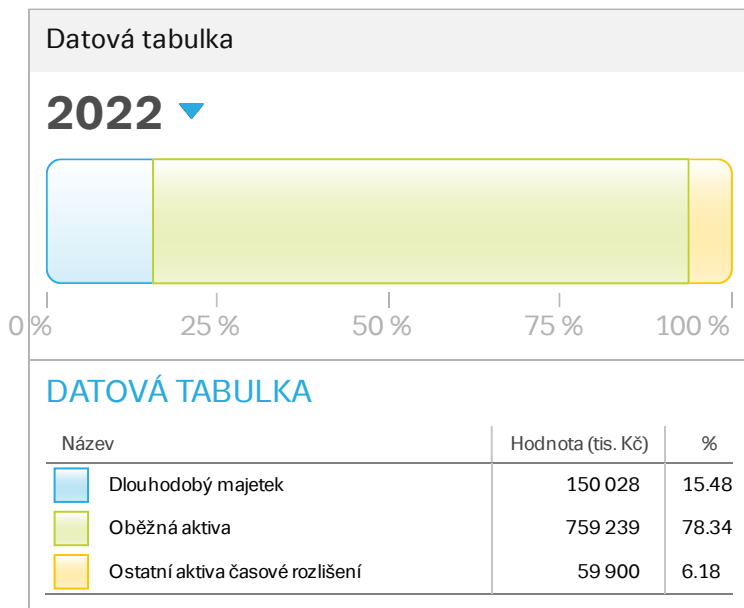 Datová tabulka
2022
0 % 25 % 50 % 75 % 100 %
DATOVÁ TABULKA
Název Hodnota (tis. Kč) %
Dlouhodobý majetek 150 028 15.48
Oběžná aktiva 759 239 78.34
Ostatní aktiva časové rozlišení 59 900 6.18